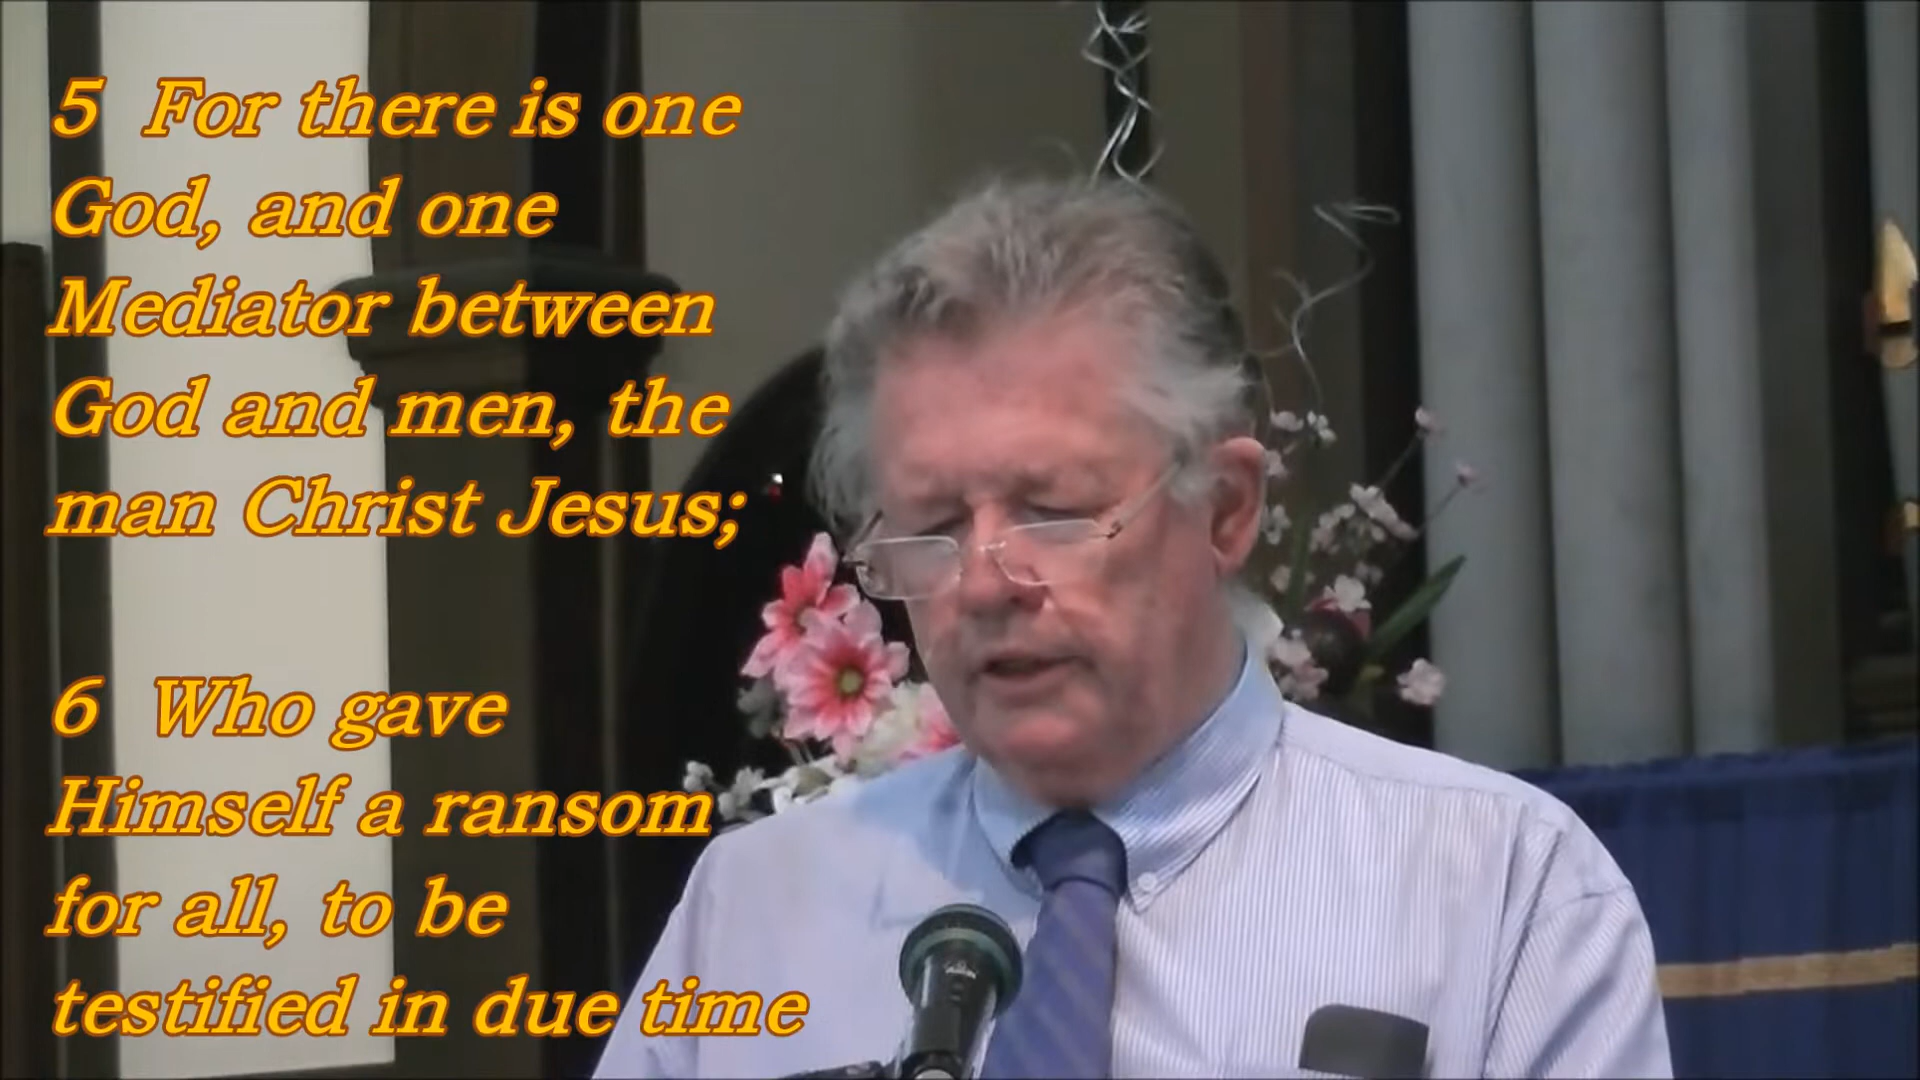 5 For there is one
God, and one
Mediator between
God and men, the
man Christ Jesus;
6 Who gave
Himself a ransom
for all, to be
testified in due time